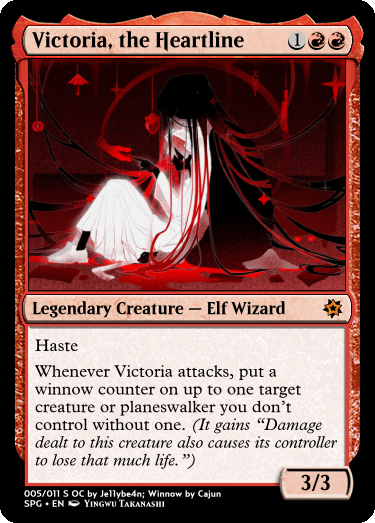 Victoria, the Heartline 1
Legendary Creature — Elf Wizard
Haste
Whenever Victoria attacks, put a
winnow counter on up to one target
creature or planeswalker you don't
control without one. (It gains “Damage
dealt to this creature also causes its controller
to lose that much life.”)
3/3
005/011 S OC by Je11ybe4n; Winnow by Cajun
SPG • EN Yingwu Takanashi